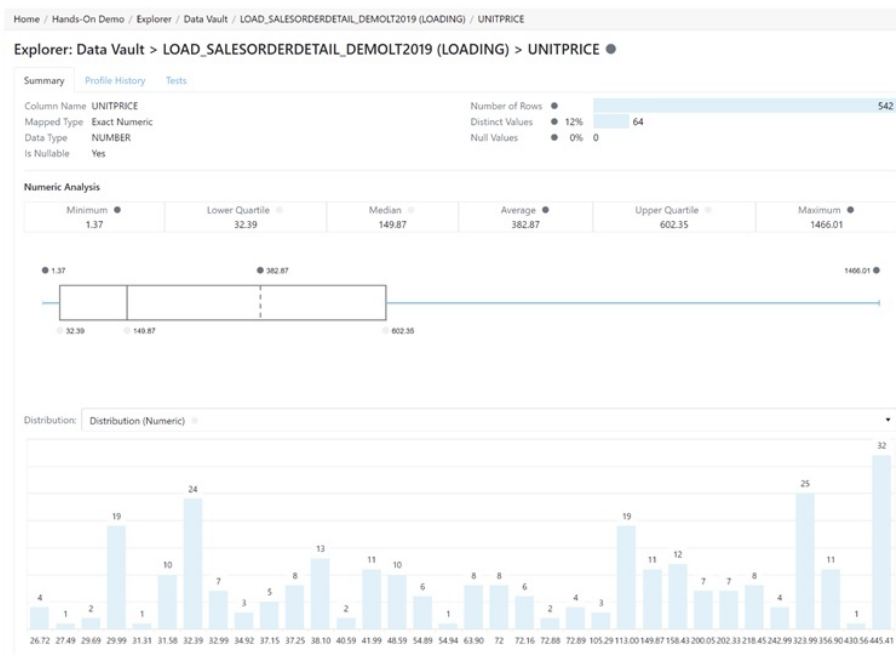 Home / Hands-On Demo / Explorer / Data Vault / LOAD_SALESORDERDETAIL_DEMOLT2019 (LOADING) / UNITPRICE
Explorer: Data Vault > LOAD_SALESORDERDETAIL_DEMOLT2019 (LOADING) > UNITPRICE
Summary Profile History Tests
Column Name UNITPRICE Number of Rows 542
Mapped Type Exact Numeric Distinct Values 12% 64
Data Type NUMBER Null Values 0% 0
Is Nullable Yes
Numeric Analysis
Minimum Lower Quartile Median Average Upper Quartile Maximum
1.37 32.39 149.87 382.87 602.35 1466.01
1.37 382.87 1466.01
32.39 149.87 602.35
Distribution: Distribution (Numeric)
4 1 2 19 1 10 24 7 3 5 8 13 2 11 10 6 1 8 8 6 2 4 3 19 11 12 7 7 8 4 25 11 1 32
26.72 27.49 29.69 29.99 31.31 31.58 32.39 32.99 34.92 37.15 37.25 38.10 40.59 41.99 48.59 54.89 54.94 63.90 72 72.16 72.88 72.89 105.29 113.00 149.87 158.43 200.05 202.33 218.45 242.99 323.99 356.90 430.56 445.41